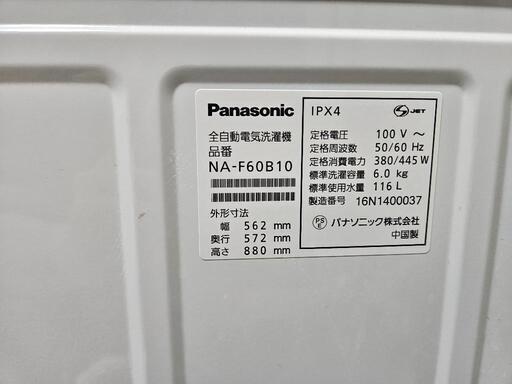 Panasonic
全自動電気洗濯機
品番
NA-F60B10
外形寸法
幅 562 mm
奥行 572 mm
高さ 880 mm
IPX4
JET
定格電圧 100 V ～
定格周波数 50/60 Hz
定格消費電力 380/445 W
標準洗濯容量 6.0 kg
標準使用水量 116 L
製造番号 16N1400037
PS E パナソニック株式会社
中国製